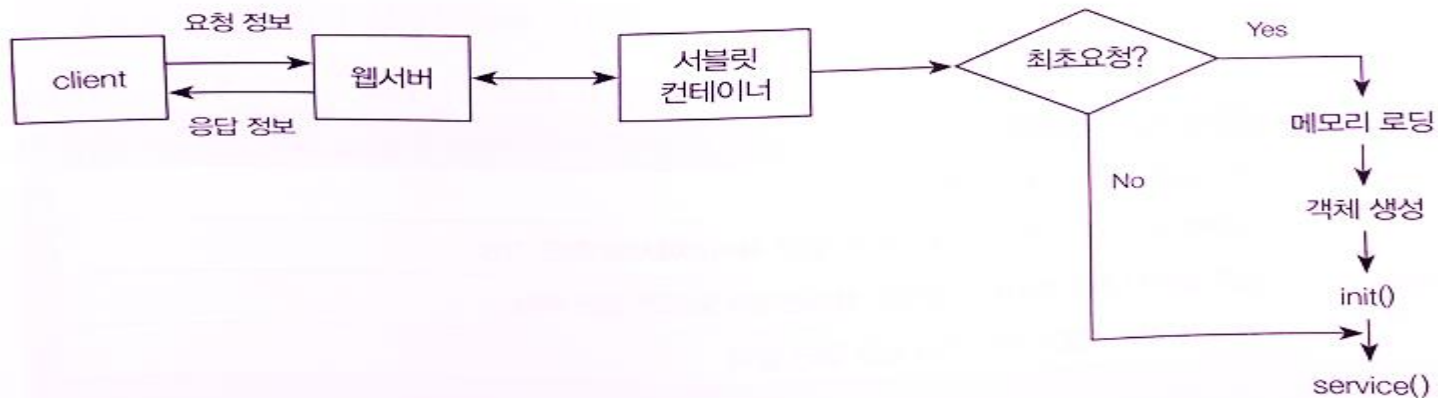 요청 정보
client
웹서버
응답 정보
서블릿
컨테이너
최초요청?
Yes
No
메모리 로딩
객체 생성
init()
service()